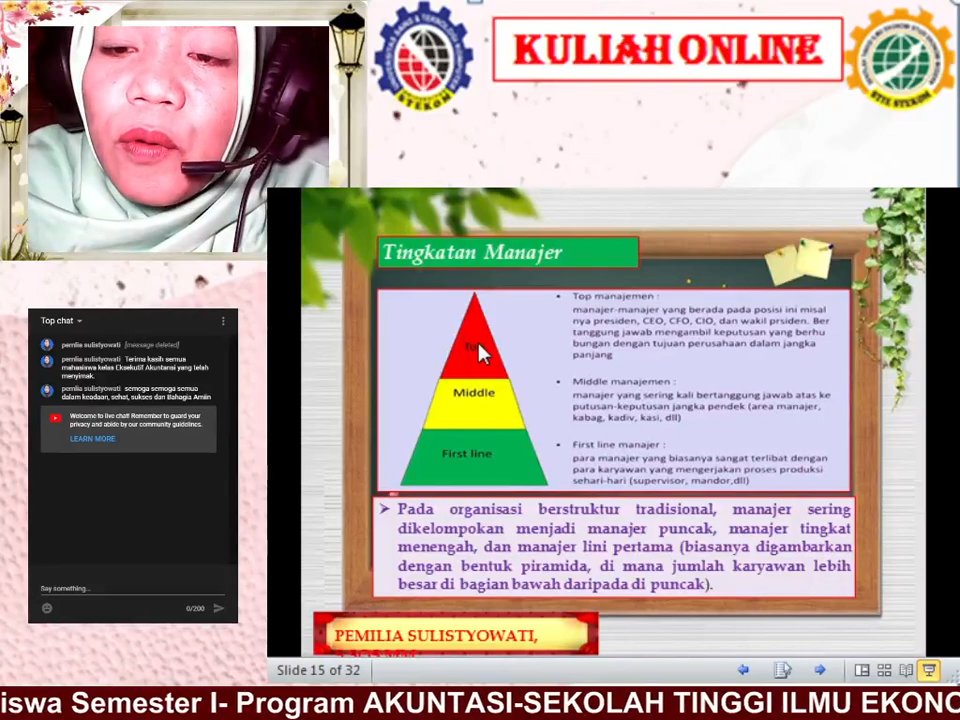 KULIAH ONLINE
STEKOM
STIE STEKOM
Tingkatan Manajer
Middle
First line
• Top manajemen :
manajer-manajer yang berada pada posisi ini misal
nya presiden, CEO, CFO, CIO, dan wakil prsiden. Ber
tanggung jawab mengambil keputusan yang berhu
bungan dengan tujuan perusahaan dalam jangka
panjang
• Middle manajemen :
manajer yang sering kali bertanggung jawab atas ke
putusan-keputusan jangka pendek (area manajer,
kabag, kadiv, kasi, dll)
• First line manajer :
para manajer yang biasanya sangat terlibat dengan
para karyawan yang mengerjakan proses produksi
sehari-hari (supervisor, mandor,dll)
➢ Pada organisasi berstruktur tradisional, manajer sering
dikelompokan menjadi manajer puncak, manajer tingkat
menengah, dan manajer lini pertama (biasanya digambarkan
dengan bentuk piramida, di mana jumlah karyawan lebih
besar di bagian bawah daripada di puncak).
PEMILIA SULISTYOWATI,
Slide 15 of 32
Top chat
pemlia sulistyowati [message deleted]
pemlia sulistyowati Terima kasih semua
mahasiswa kelas Eksekulif Akuntansi yang telah
menyimak.
pemlia sulistyowati semoga semoga semua
dalam keadaan, sehat, sukses dan Bahagia Amiin
Welcome to live chat! Remember to guard your
privacy and abide by our community guidelines.
LEARN MORE
Say something...
0/200
iswa Semester I- Program AKUNTASI-SEKOLAH TINGGI ILMU EKONO